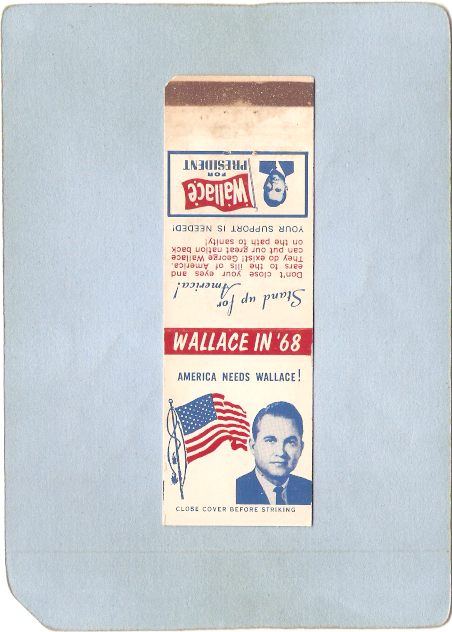 WALLACE IN '68
AMERICA NEEDS WALLACE!
CLOSE COVER BEFORE STRIKING
Stand up for
America!
Don't close your eyes and
ears to the ills of America.
They do exist! George Wallace
can put our great nation back
on the path to sanity!
YOUR SUPPORT IS NEEDED!
Wallace
FOR
PRESIDENT